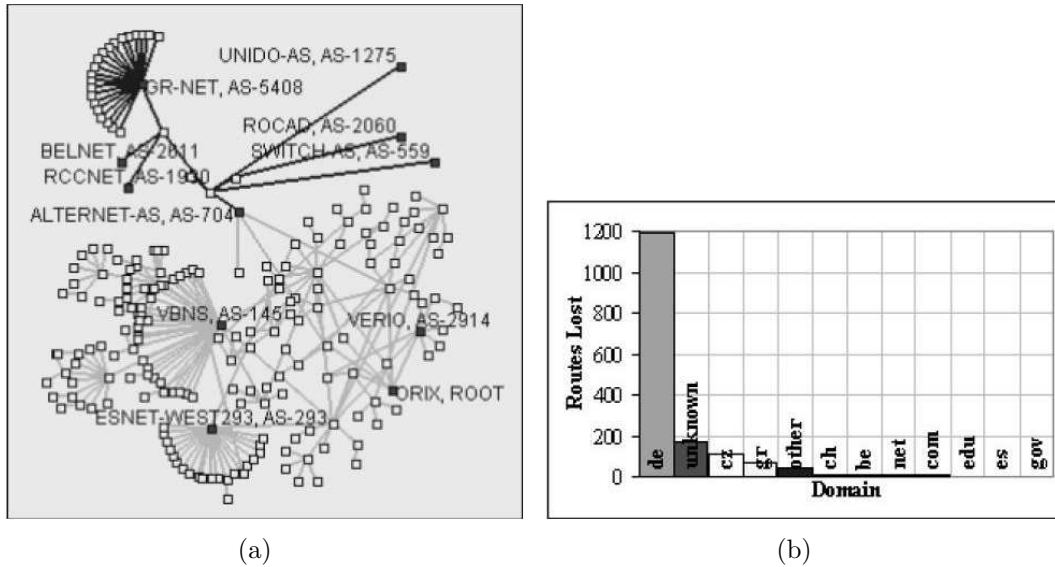 UNIDO-AS, AS-1275
GR-NET, AS-5408
ROCAD, AS-2060
BELNET, AS-2611
SWITCH-AS, AS-559
RCCNET, AS-1930
ALTERNET-AS, AS-704
VBNS, AS-145
VERIO, AS-2914
ORIX, ROOT
ESNET-WEST293, AS-293
(a)
1200
1000
800
600
400
200
0
Routes Lost
de
unknown
cz
gr
other
ch
be
net
com
edu
es
gov
Domain
(b)